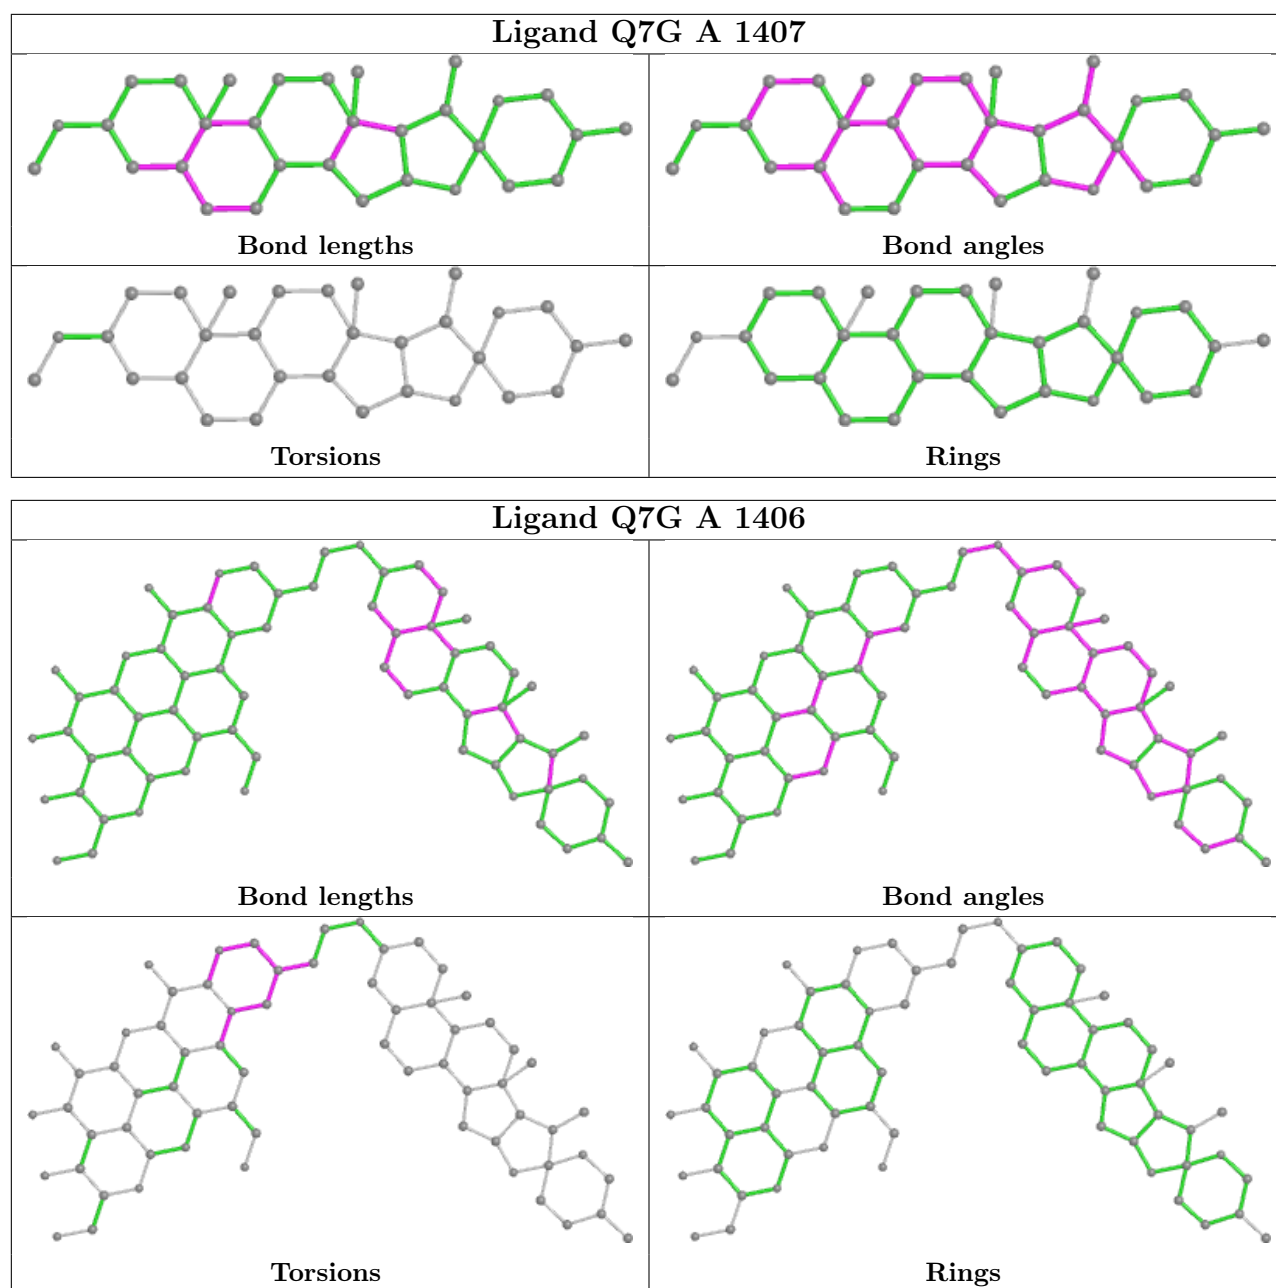 Ligand Q7G A 1407
Bond lengths
Bond angles
Torsions
Rings
Ligand Q7G A 1406
Bond lengths
Bond angles
Torsions
Rings